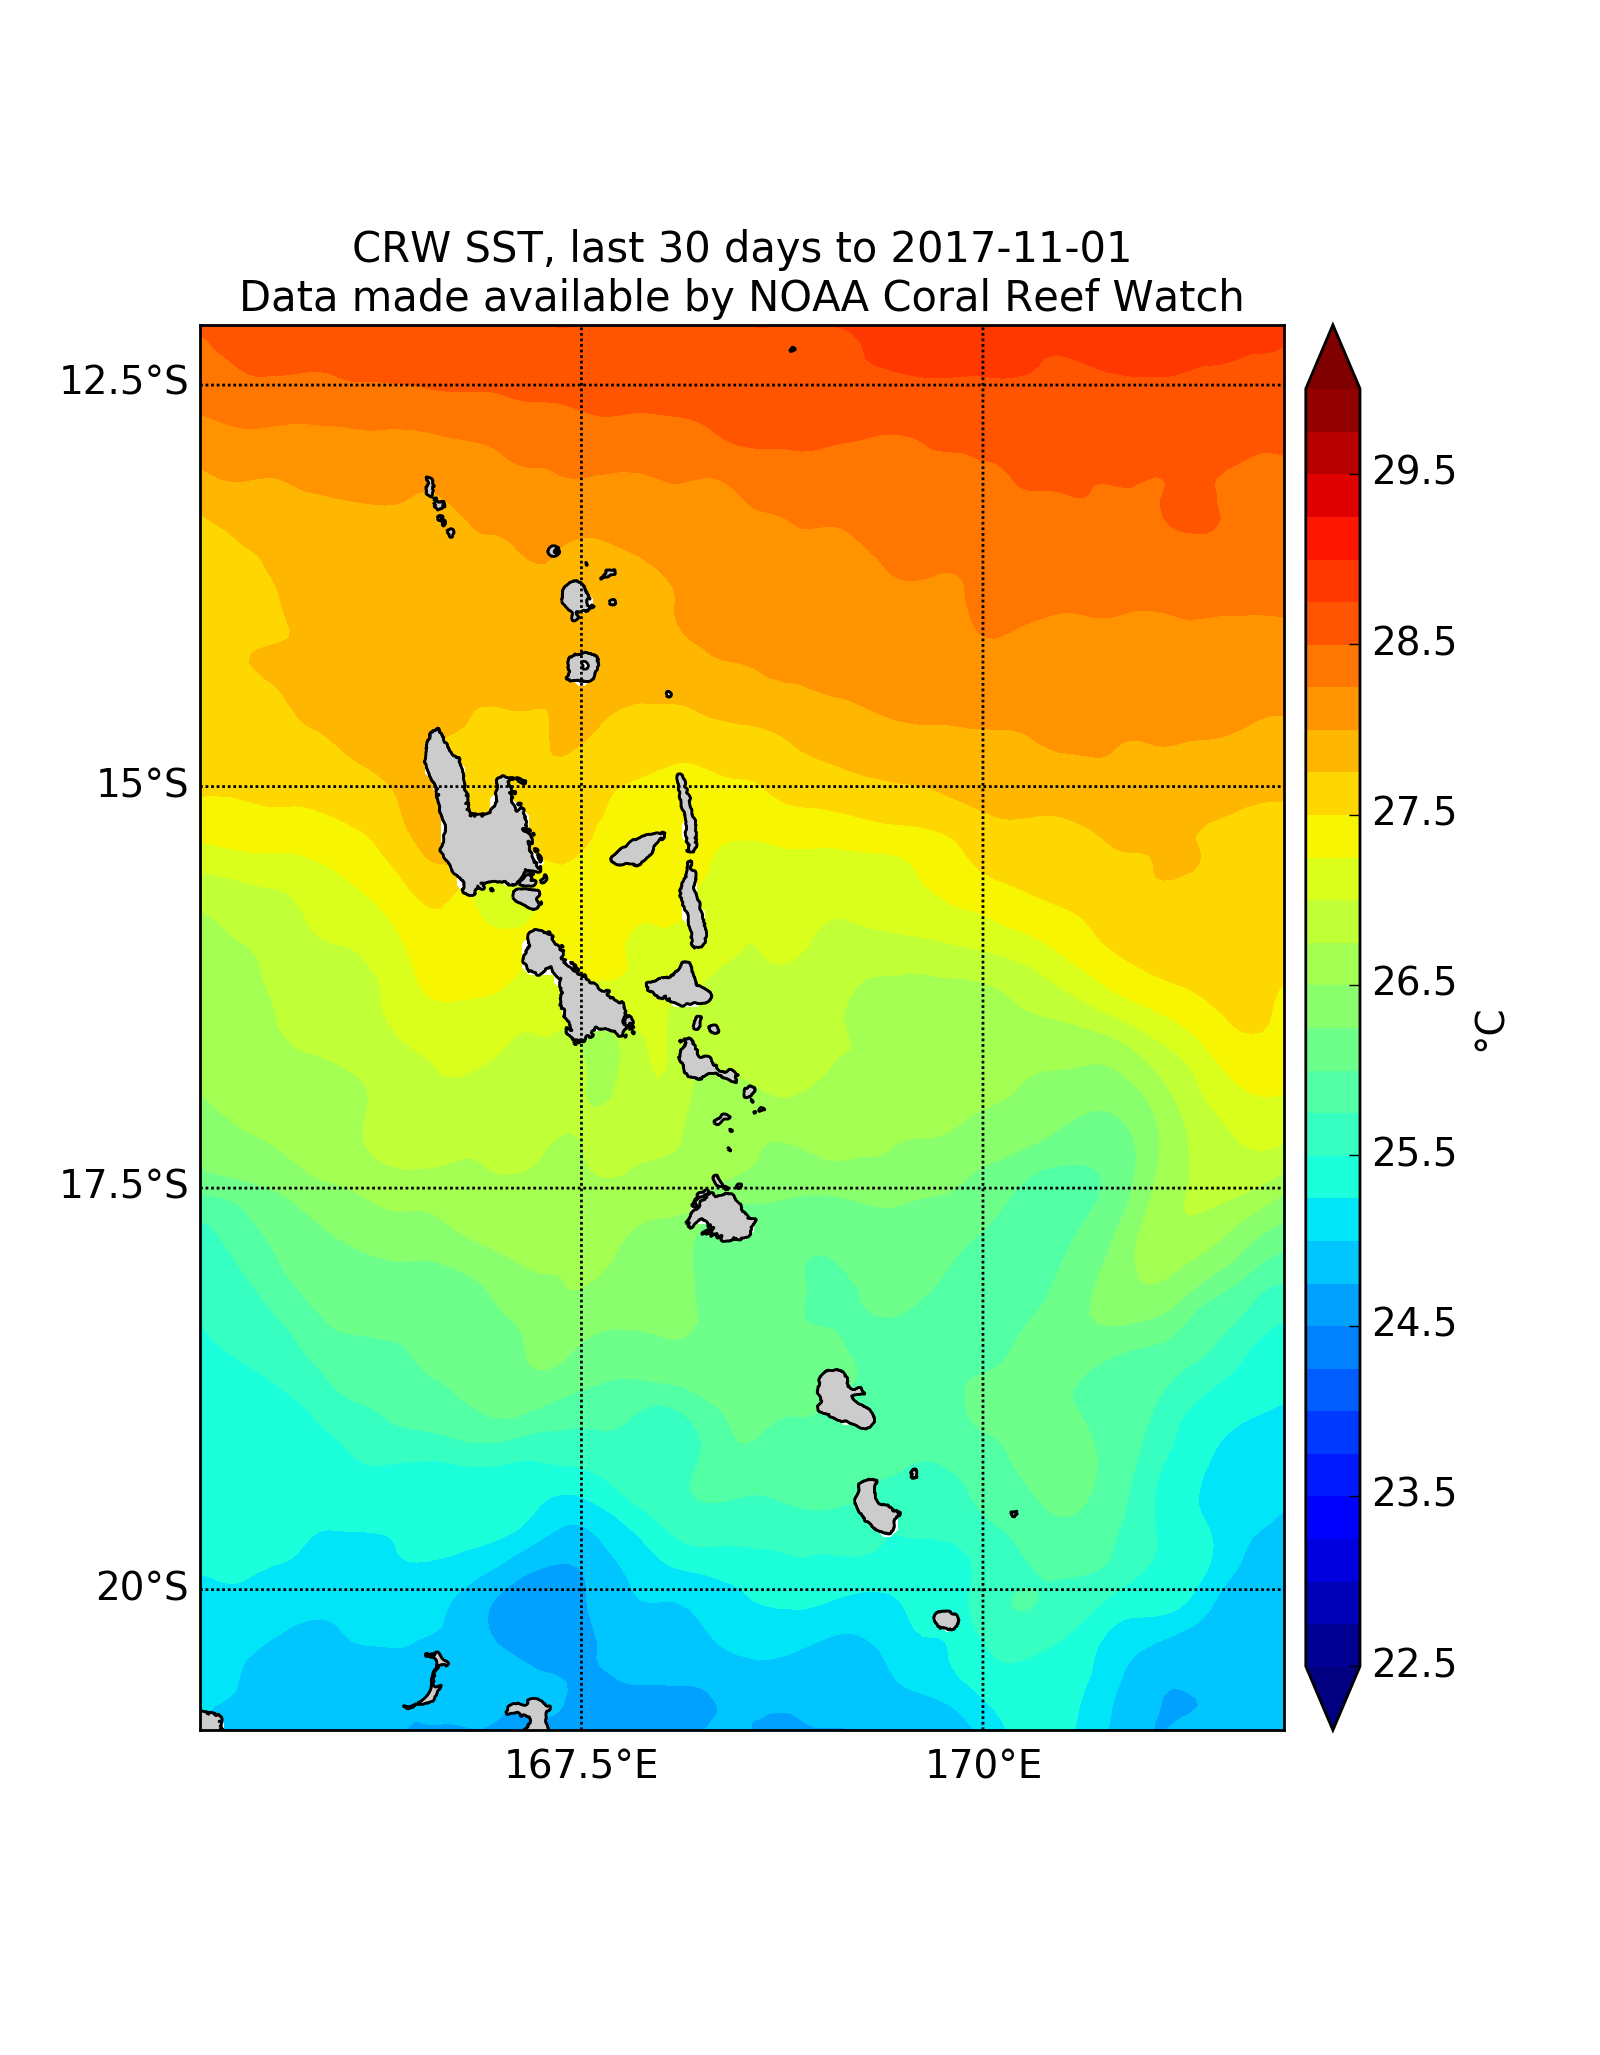 CRW SST, last 30 days to 2017-11-01
Data made available by NOAA Coral Reef Watch
12.5°S
15°S
17.5°S
20°S
167.5°E
170°E
29.5
28.5
27.5
26.5
25.5
24.5
23.5
22.5
°C